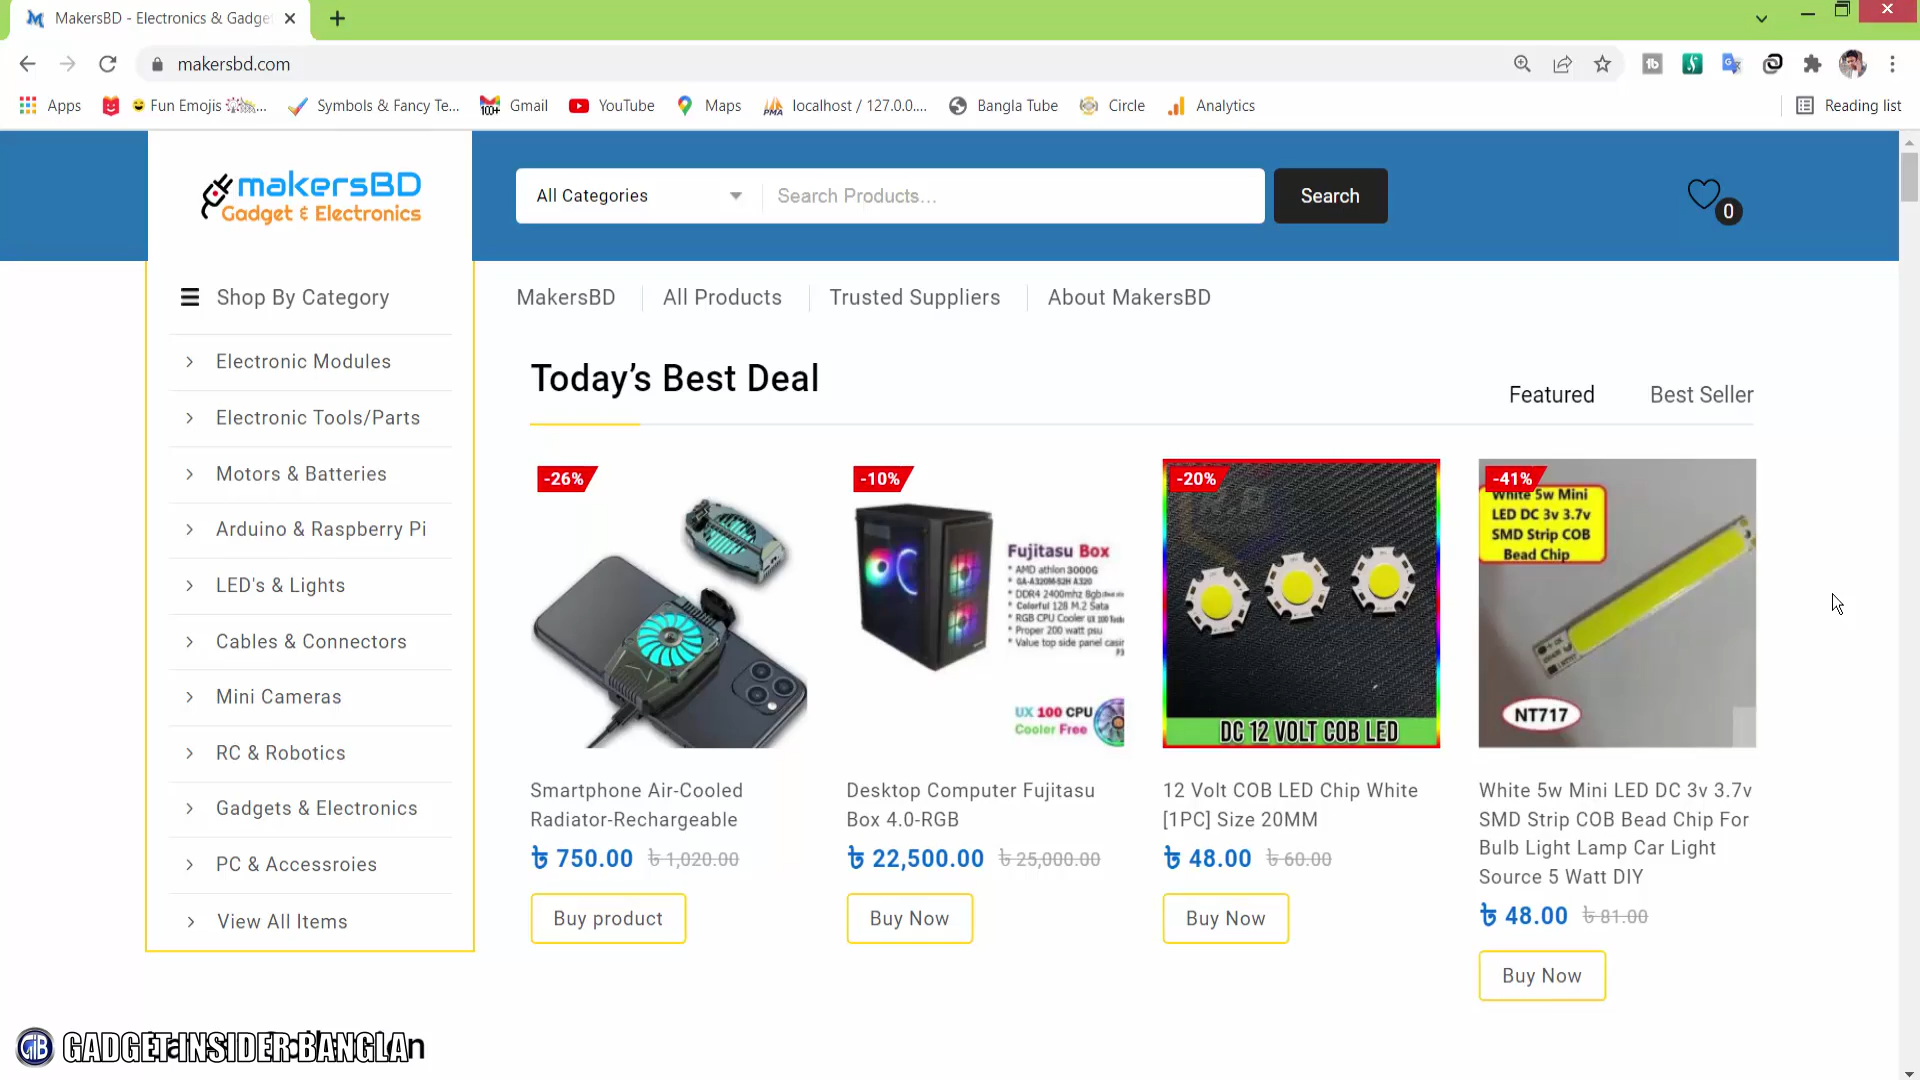 MakersBD - Electronics & Gadge
makersbd.com
Apps
Fun Emojis
Symbols & Fancy Te...
Gmail
YouTube
Maps
localhost / 127.0.0....
Bangla Tube
Circle
Analytics
Reading list
makersBD
Gadget & Electronics
All Categories
Search Products...
Search
0
Shop By Category
MakersBD
All Products
Trusted Suppliers
About MakersBD
Electronic Modules
Electronic Tools/Parts
Motors & Batteries
Arduino & Raspberry Pi
LED's & Lights
Cables & Connectors
Mini Cameras
RC & Robotics
Gadgets & Electronics
PC & Accessroies
View All Items
Today’s Best Deal
Featured
Best Seller
-26%
-10%
Fujitasu Box
* AMD athlon 3000G
* GA-A320M-S2H A320
* DDR4 2400mhz 8gb
* Colorful 128 M.2 Sata
* RGB CPU Cooler
* Proper 200 watt psu
* Value top side panel casin
UX 100 CPU
Cooler Free
-20%
DC 12 VOLT COB LED
-41%
White 5w Mini
LED DC 3v 3.7v
SMD Strip COB
Bead Chip
NT717
Smartphone Air-Cooled
Radiator-Rechargeable
৳ 750.00 ৳ 1,020.00
Buy product
Desktop Computer Fujitasu
Box 4.0-RGB
৳ 22,500.00 ৳ 25,000.00
Buy Now
12 Volt COB LED Chip White
[1PC] Size 20MM
৳ 48.00 ৳ 60.00
Buy Now
White 5w Mini LED DC 3v 3.7v
SMD Strip COB Bead Chip For
Bulb Light Lamp Car Light
Source 5 Watt DIY
৳ 48.00 ৳ 81.00
Buy Now
GADGET INSIDER BANGLA